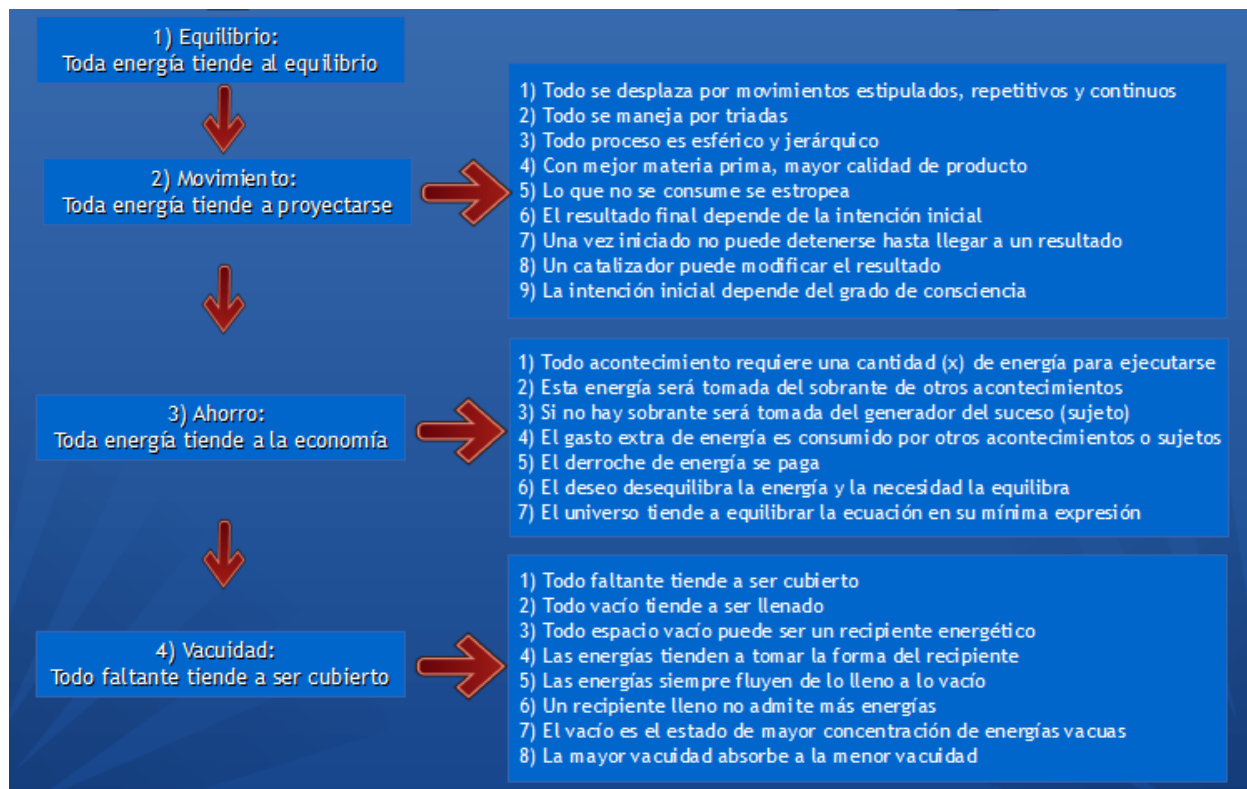 1) Equilibrio:
Toda energía tiende al equilibrio
2) Movimiento:
Toda energía tiende a proyectarse
1) Todo se desplaza por movimientos estipulados, repetitivos y continuos
2) Todo se maneja por triadas
3) Todo proceso es esférico y jerárquico
4) Con mejor materia prima, mayor calidad de producto
5) Lo que no se consume se estropea
6) El resultado final depende de la intención inicial
7) Una vez iniciado no puede detenerse hasta llegar a un resultado
8) Un catalizador puede modificar el resultado
9) La intención inicial depende del grado de consciencia
3) Ahorro:
Toda energía tiende a la economía
1) Todo acontecimiento requiere una cantidad (x) de energía para ejecutarse
2) Esta energía será tomada del sobrante de otros acontecimientos
3) Si no hay sobrante será tomada del generador del suceso (sujeto)
4) El gasto extra de energía es consumido por otros acontecimientos o sujetos
5) El derroche de energía se paga
6) El deseo desequilibra la energía y la necesidad la equilibra
7) El universo tiende a equilibrar la ecuación en su mínima expresión
4) Vacuidad:
Todo faltante tiende a ser cubierto
1) Todo faltante tiende a ser cubierto
2) Todo vacío tiende a ser llenado
3) Todo espacio vacío puede ser un recipiente energético
4) Las energías tienden a tomar la forma del recipiente
5) Las energías siempre fluyen de lo lleno a lo vacío
6) Un recipiente lleno no admite más energías
7) El vacío es el estado de mayor concentración de energías vacuas
8) La mayor vacuidad absorbe a la menor vacuidad